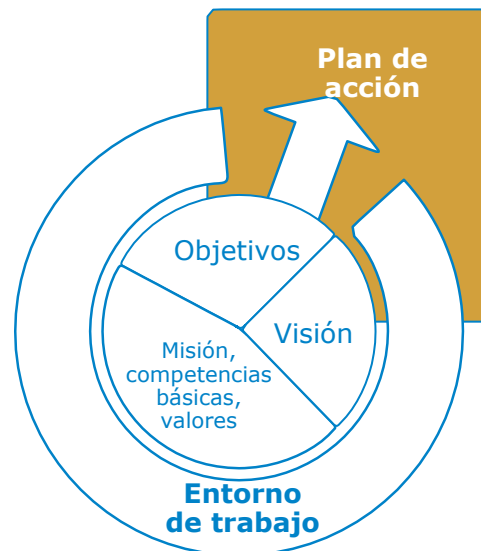 Plan de
acción
Objetivos
Visión
Misión,
competencias
básicas,
valores
Entorno
de trabajo